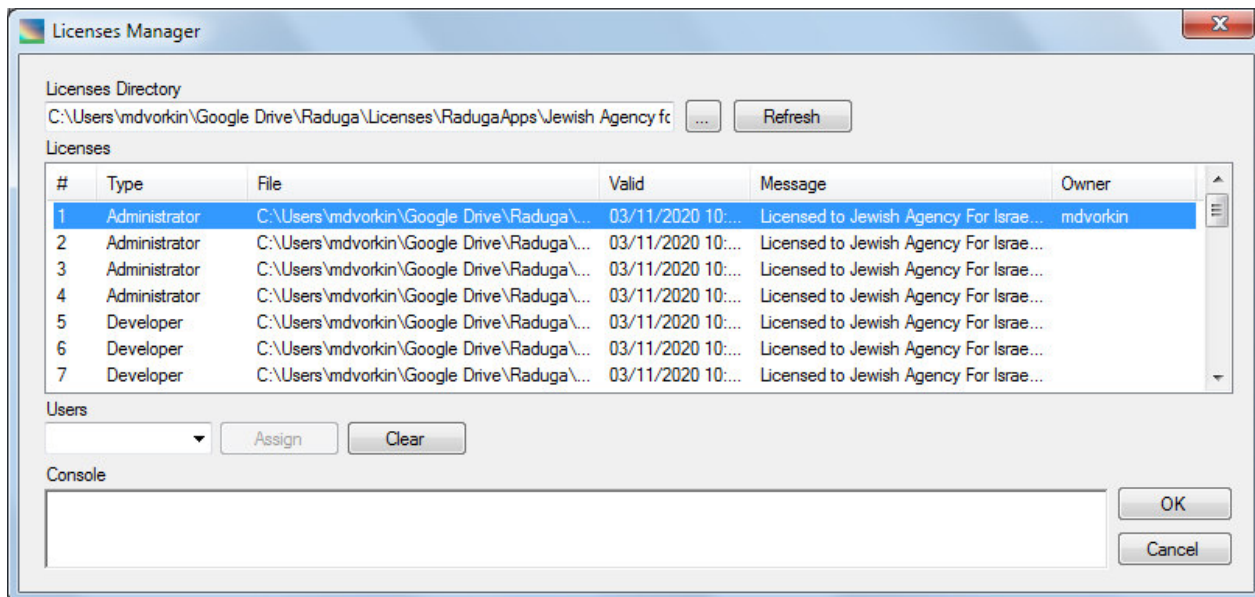 Licenses Manager
Licenses Directory
C:\Users\mdvorkin\Google Drive\Raduga\Licenses\RadugaApps\Jewish Agency fo ... Refresh
Licenses
# Type File Valid Message Owner
1 Administrator C:\Users\mdvorkin\Google Drive\Raduga\... 03/11/2020 10:... Licensed to Jewish Agency For Israe... mdvorkin
2 Administrator C:\Users\mdvorkin\Google Drive\Raduga\... 03/11/2020 10:... Licensed to Jewish Agency For Israe...
3 Administrator C:\Users\mdvorkin\Google Drive\Raduga\... 03/11/2020 10:... Licensed to Jewish Agency For Israe...
4 Administrator C:\Users\mdvorkin\Google Drive\Raduga\... 03/11/2020 10:... Licensed to Jewish Agency For Israe...
5 Developer C:\Users\mdvorkin\Google Drive\Raduga\... 03/11/2020 10:... Licensed to Jewish Agency For Israe...
6 Developer C:\Users\mdvorkin\Google Drive\Raduga\... 03/11/2020 10:... Licensed to Jewish Agency For Israe...
7 Developer C:\Users\mdvorkin\Google Drive\Raduga\... 03/11/2020 10:... Licensed to Jewish Agency For Israe...
Users
Assign Clear
Console
OK
Cancel